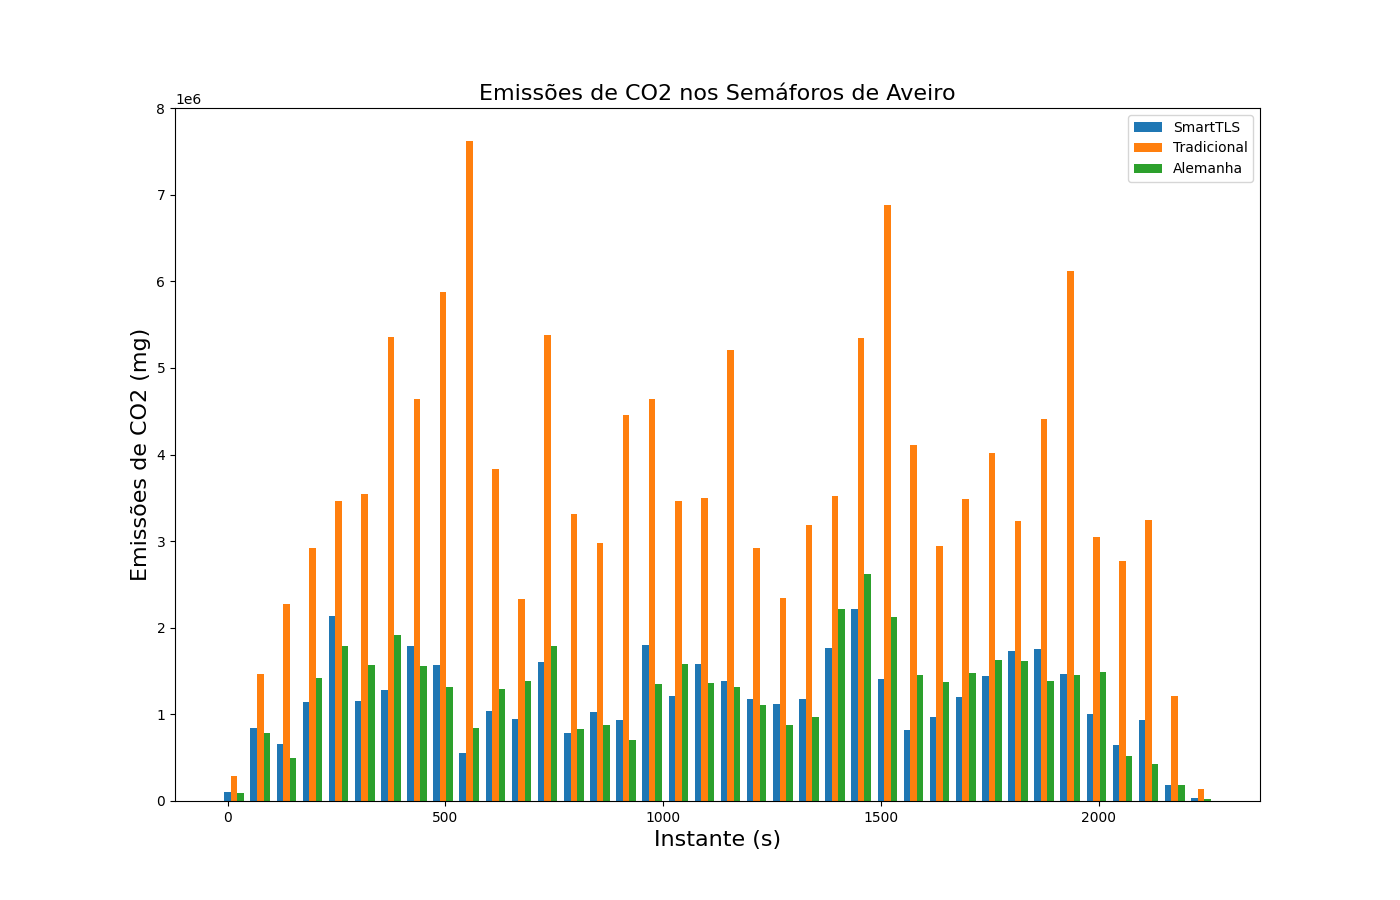 Emissões de CO2 nos Semáforos de Aveiro
1e6
8
7
6
5
4
3
2
1
0
Emissões de CO2 (mg)
SmartTLS
Tradicional
Alemanha
0 500 1000 1500 2000
Instante (s)